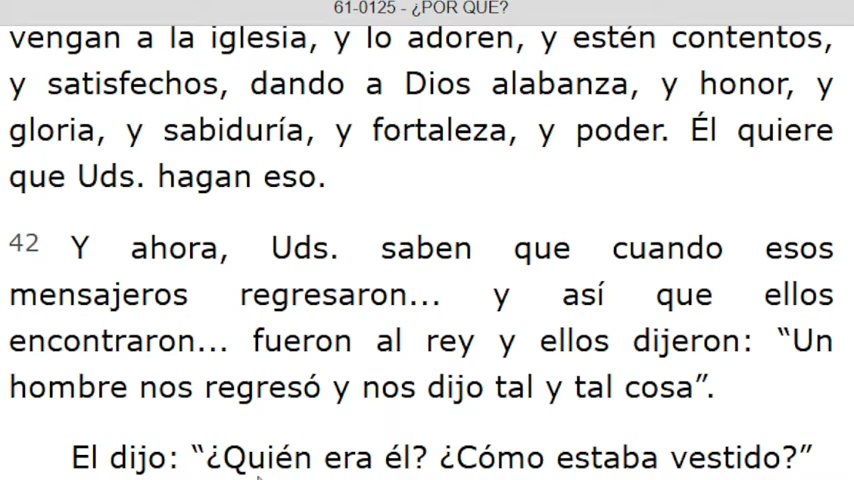 61-0125 - ¿POR QUE?
vengan a la iglesia, y lo adoren, y estén contentos,
y satisfechos, dando a Dios alabanza, y honor, y
gloria, y sabiduría, y fortaleza, y poder. Él quiere
que Uds. hagan eso.
42 Y ahora, Uds. saben que cuando esos
mensajeros regresaron... y así que ellos
encontraron... fueron al rey y ellos dijeron: “Un
hombre nos regresó y nos dijo tal y tal cosa”.
El dijo: “¿Quién era él? ¿Cómo estaba vestido?”